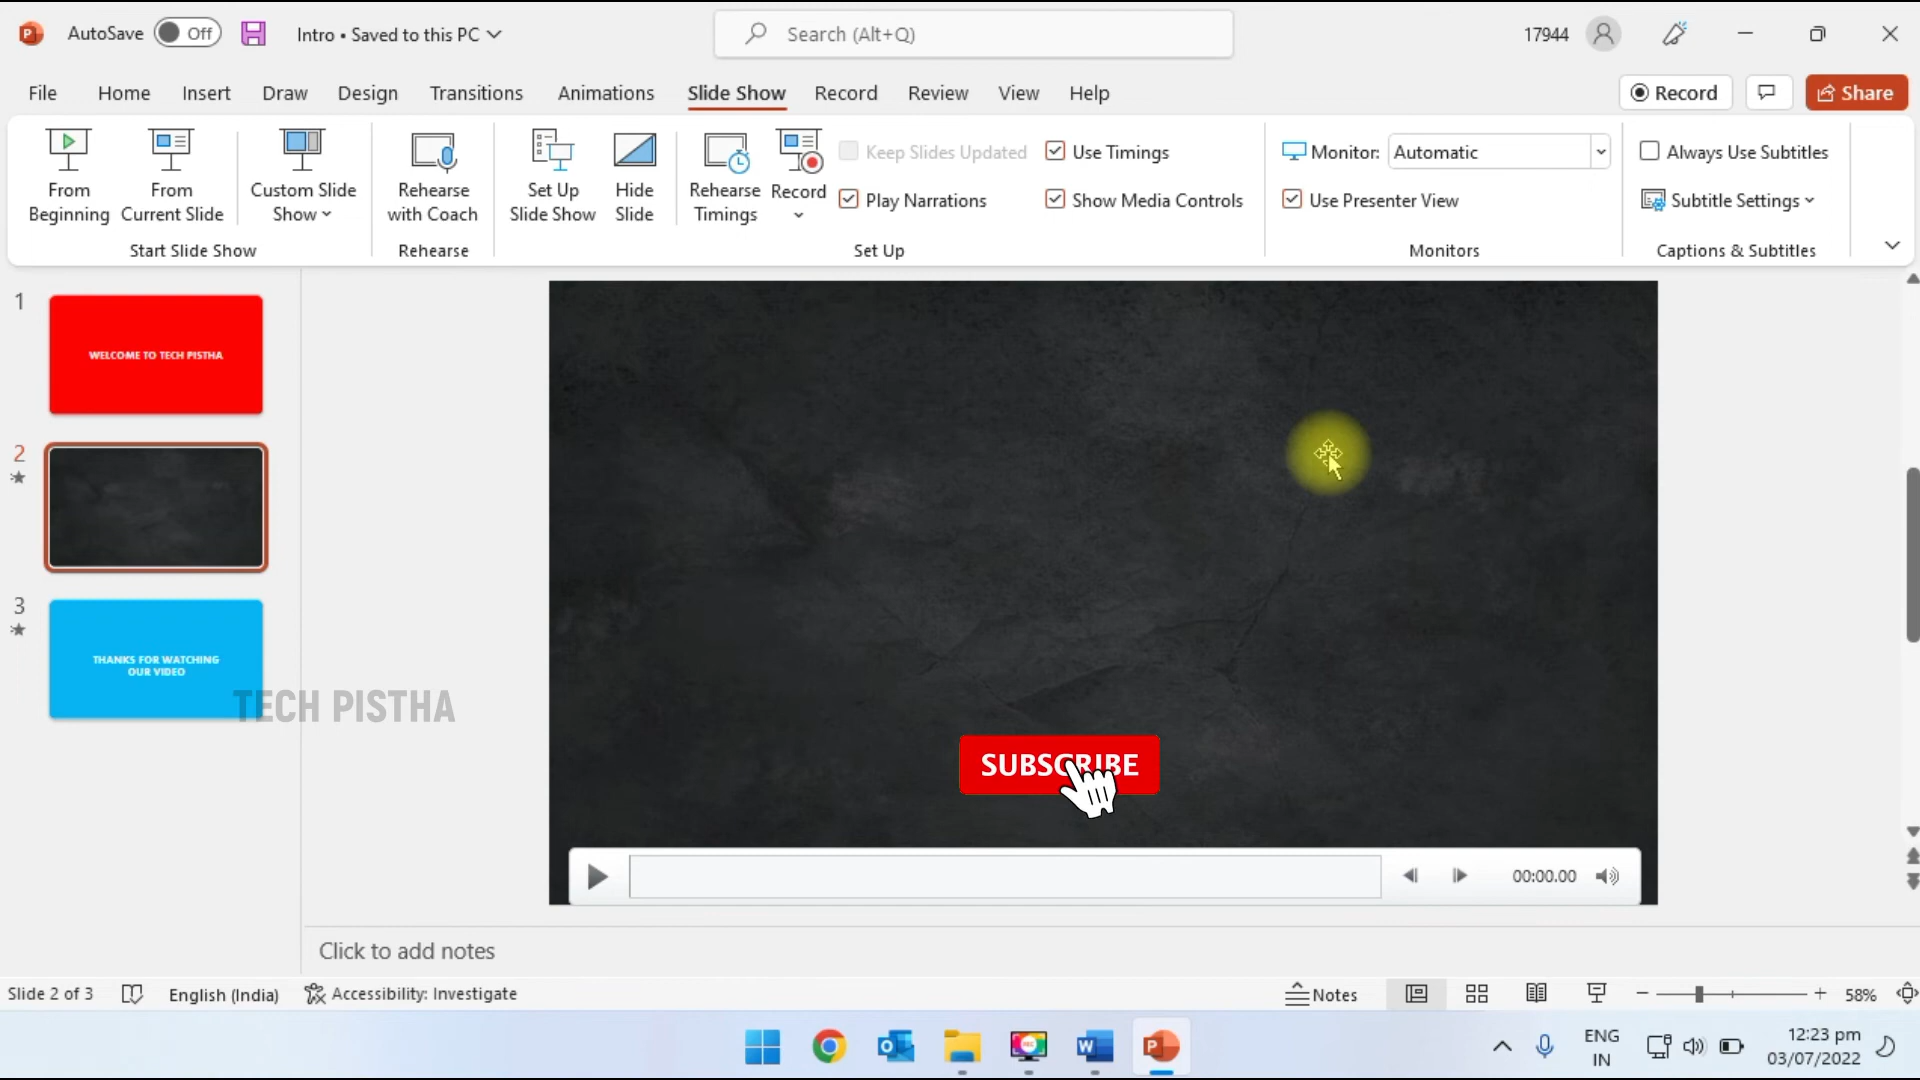 AutoSave Off Intro • Saved to this PC Search (Alt+Q) 17944
File Home Insert Draw Design Transitions Animations Slide Show Record Review View Help Record Share
From Beginning
From Current Slide
Custom Slide Show
Start Slide Show
Rehearse with Coach
Rehearse
Set Up Slide Show
Hide Slide
Rehearse Timings
Record
Keep Slides Updated
Use Timings
Play Narrations
Show Media Controls
Set Up
Monitor: Automatic
Use Presenter View
Monitors
Always Use Subtitles
Subtitle Settings
Captions & Subtitles
1
WELCOME TO TECH PISTHA
2
3
THANKS FOR WATCHING
OUR VIDEO
TECH PISTHA
SUBSCRIBE
00:00.00
Click to add notes
Slide 2 of 3 English (India) Accessibility: Investigate Notes 58%
ENG
IN
12:23 pm
03/07/2022